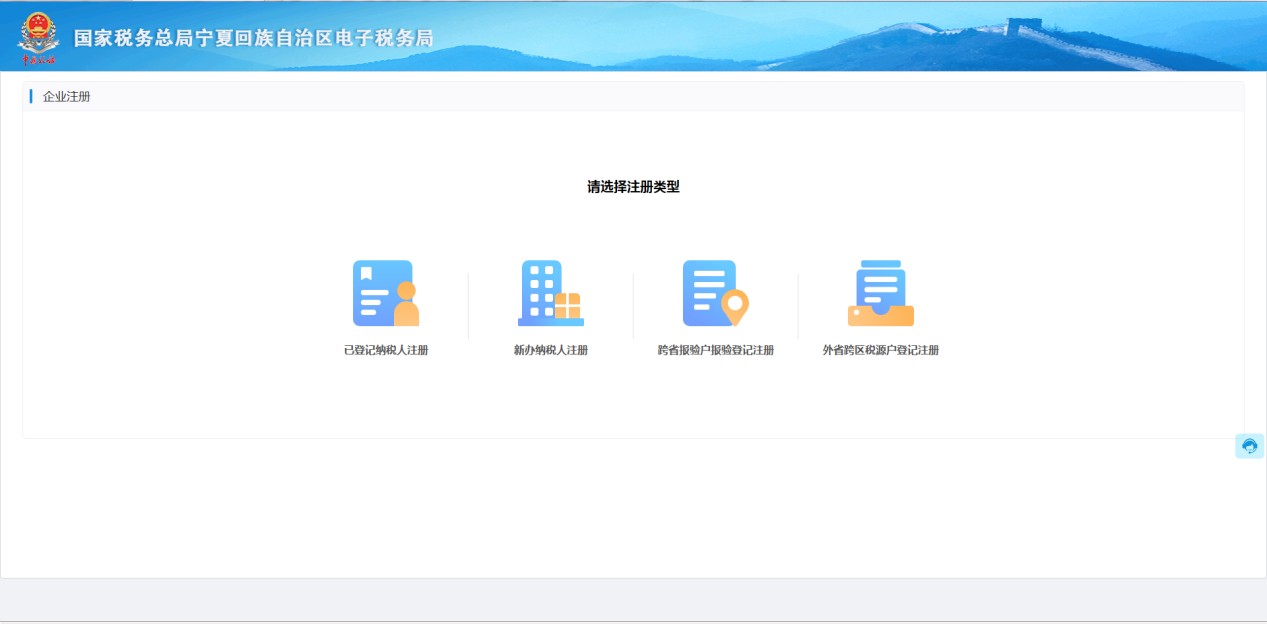 国家税务总局宁夏回族自治区电子税务局
企业注册
请选择注册类型
已登记纳税人注册
新办纳税人注册
跨省报验户报验登记注册
外省跨区税源户登记注册